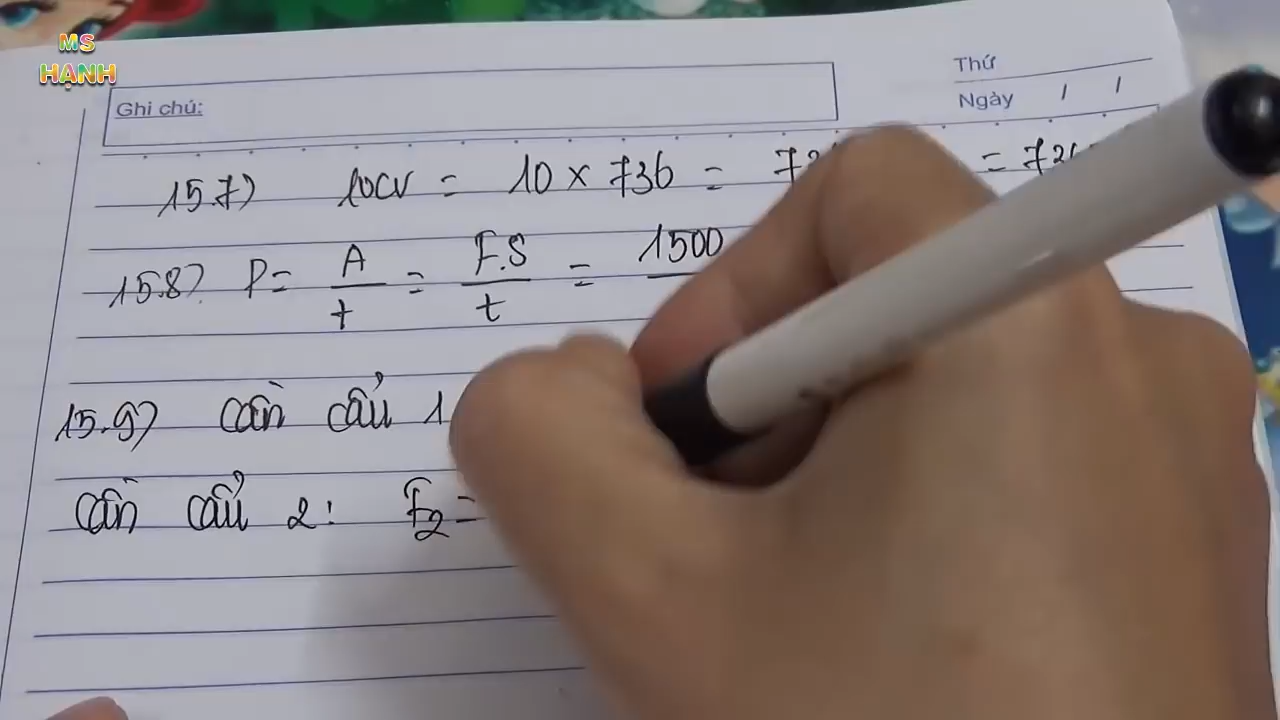 MS
HẠNH
Ghi chú:
Thứ
Ngày / /
15.7) 10CV = 10 x 736 =
15.8) P = A/t = F.S/t = 1500
15.9) Cần cẩu 1
Cần cẩu 2: F2 =